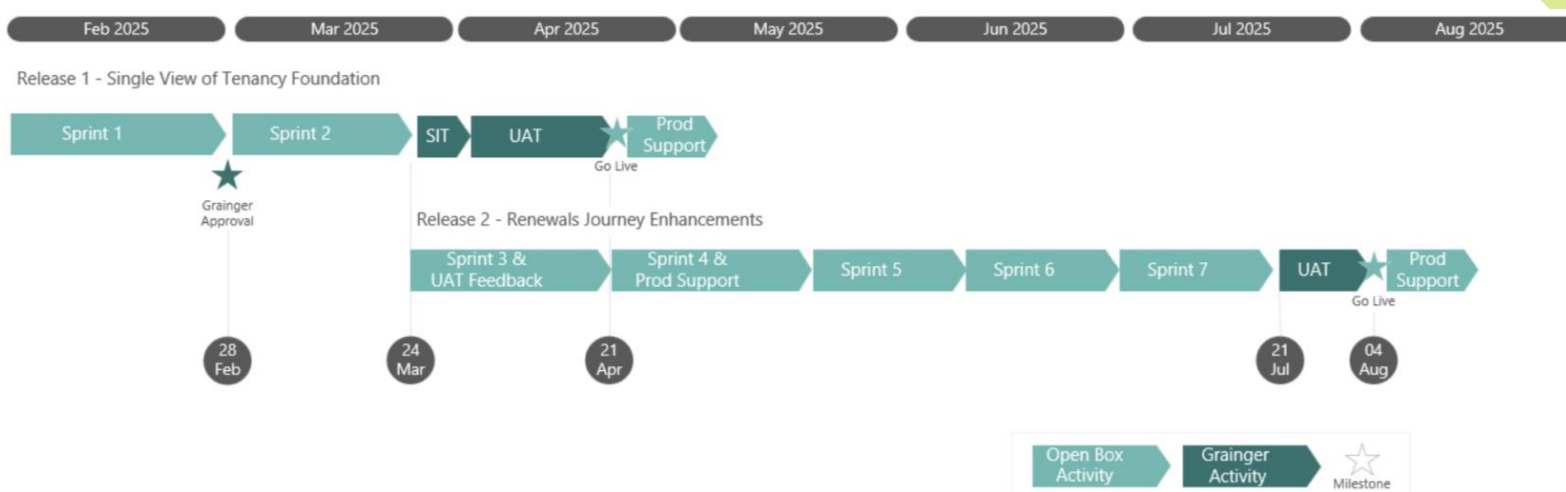 Feb 2025
Mar 2025
Apr 2025
May 2025
Jun 2025
Jul 2025
Aug 2025
Release 1 - Single View of Tenancy Foundation
Sprint 1
Sprint 2
SIT
UAT
Prod
Support
Go Live
Grainger
Approval
Release 2 - Renewals Journey Enhancements
Sprint 3 &
UAT Feedback
Sprint 4 &
Prod Support
Sprint 5
Sprint 6
Sprint 7
UAT
Prod
Support
Go Live
28
Feb
24
Mar
21
Apr
21
Jul
04
Aug
Open Box
Activity
Grainger
Activity
Milestone